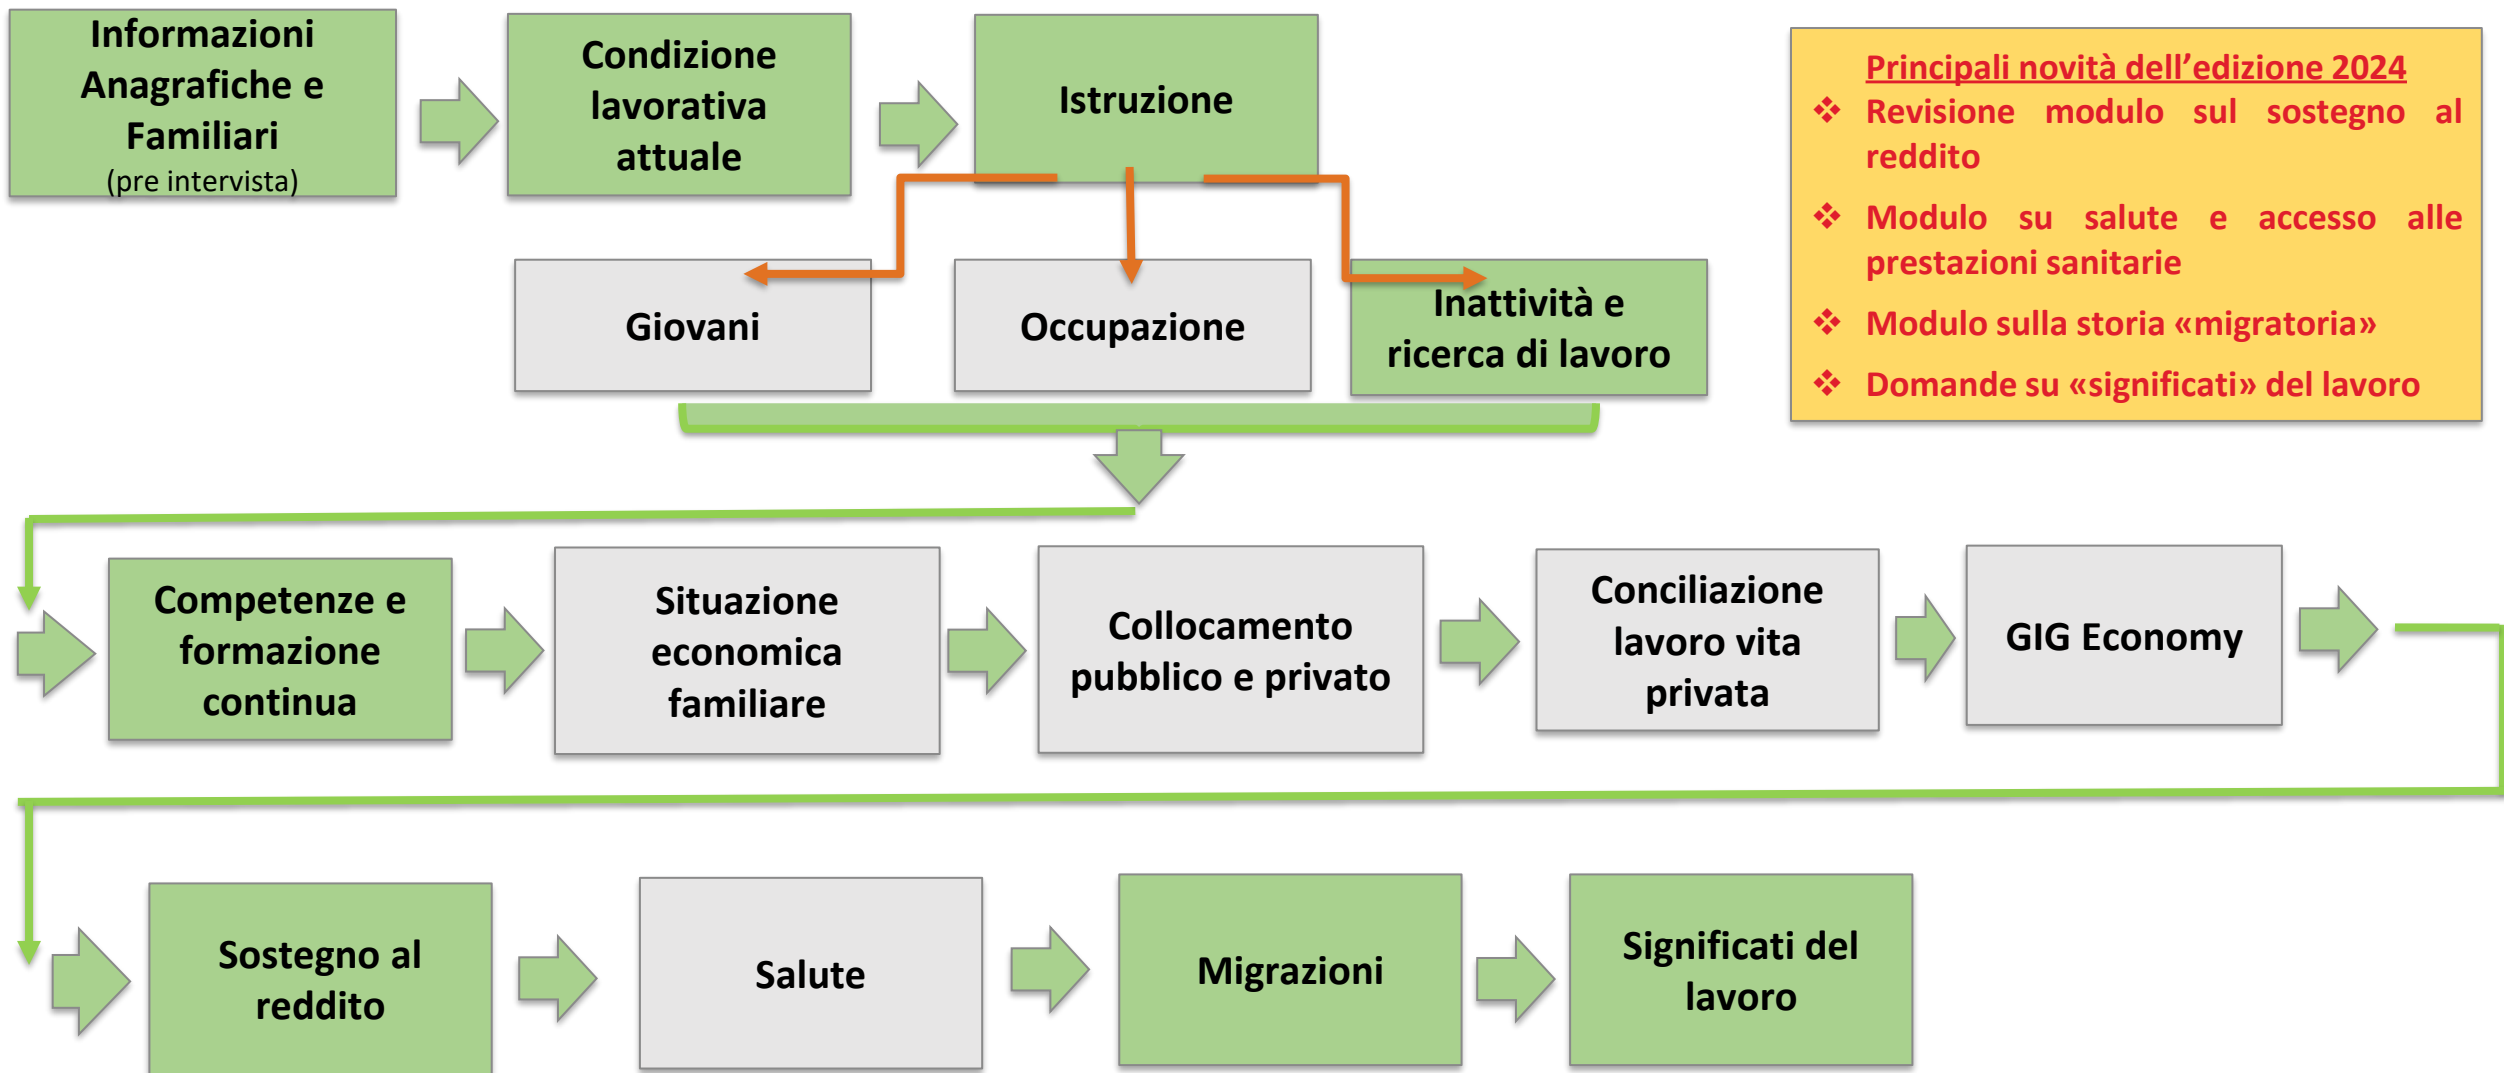 Informazioni
Anagrafiche e
Familiari
(pre intervista)
Condizione
lavorativa
attuale
Istruzione
Principali novità dell’edizione 2024
❖ Revisione modulo sul sostegno al
reddito
❖ Modulo su salute e accesso alle
prestazioni sanitarie
❖ Modulo sulla storia «migratoria»
❖ Domande su «significati» del lavoro
Giovani
Occupazione
Inattività e
ricerca di lavoro
Competenze e
formazione
continua
Situazione
economica
familiare
Collocamento
pubblico e privato
Conciliazione
lavoro vita
privata
GIG Economy
Sostegno al
reddito
Salute
Migrazioni
Significati del
lavoro